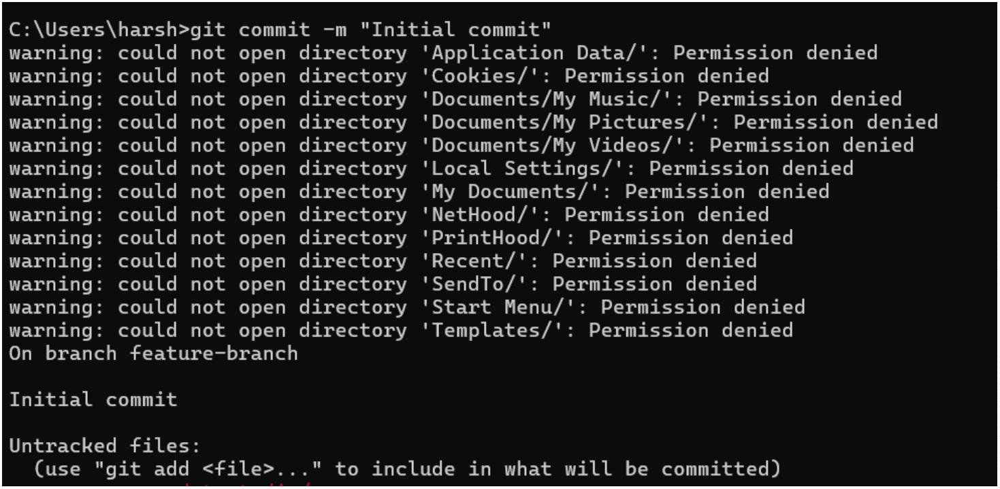 C:\Users\harsh>git commit -m "Initial commit"
warning: could not open directory 'Application Data/': Permission denied
warning: could not open directory 'Cookies/': Permission denied
warning: could not open directory 'Documents/My Music/': Permission denied
warning: could not open directory 'Documents/My Pictures/': Permission denied
warning: could not open directory 'Documents/My Videos/': Permission denied
warning: could not open directory 'Local Settings/': Permission denied
warning: could not open directory 'My Documents/': Permission denied
warning: could not open directory 'NetHood/': Permission denied
warning: could not open directory 'PrintHood/': Permission denied
warning: could not open directory 'Recent/': Permission denied
warning: could not open directory 'SendTo/': Permission denied
warning: could not open directory 'Start Menu/': Permission denied
warning: could not open directory 'Templates/': Permission denied
On branch feature-branch
Initial commit
Untracked files:
(use "git add <file>..." to include in what will be committed)